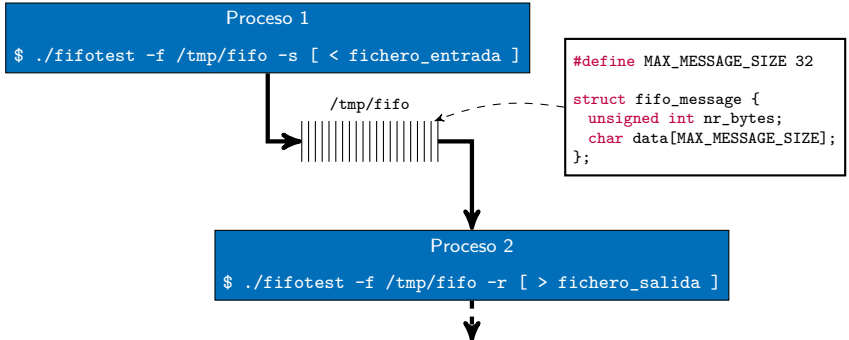 Proceso 1
$ ./fifotest -f /tmp/fifo -s [ < fichero_entrada ]
/tmp/fifo
#define MAX_MESSAGE_SIZE 32
struct fifo_message {
unsigned int nr_bytes;
char data[MAX_MESSAGE_SIZE];
};
Proceso 2
$ ./fifotest -f /tmp/fifo -r [ > fichero_salida ]